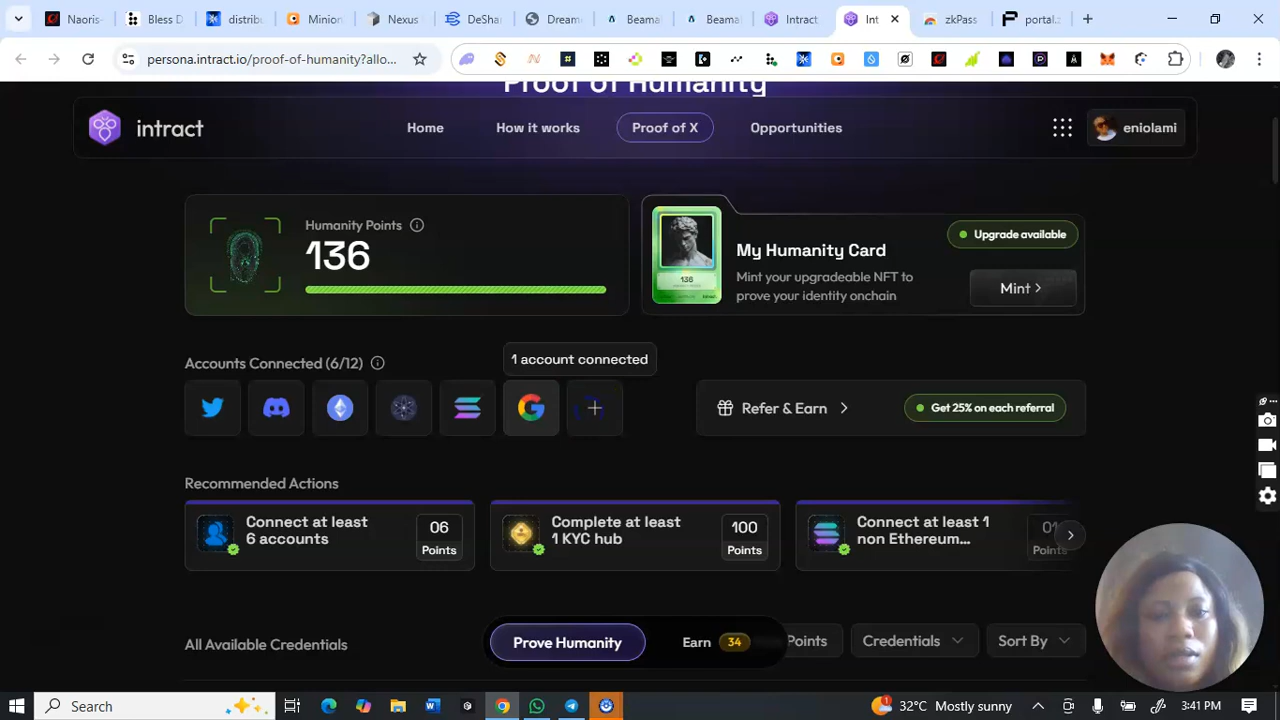 Naoris-
Bless D
distribu
Minion
Nexus
DeShar
Dream
Beama
Beama
Intract
Int
zkPass
portal.z
persona.intract.io/proof-of-humanity?allo...
Proof of Humanity
intract
Home
How it works
Proof of X
Opportunities
eniolami
Humanity Points
136
136
My Humanity Card
Mint your upgradeable NFT to
prove your identity onchain
Upgrade available
Mint >
Accounts Connected (6/12)
1 account connected
Refer & Earn >
Get 25% on each referral
Recommended Actions
Connect at least
6 accounts
06
Points
Complete at least
1 KYC hub
100
Points
Connect at least 1
non Ethereum...
01
Points
All Available Credentials
Prove Humanity
Earn 34
Points
Credentials
Sort By
Search
1
32°C Mostly sunny
3:41 PM